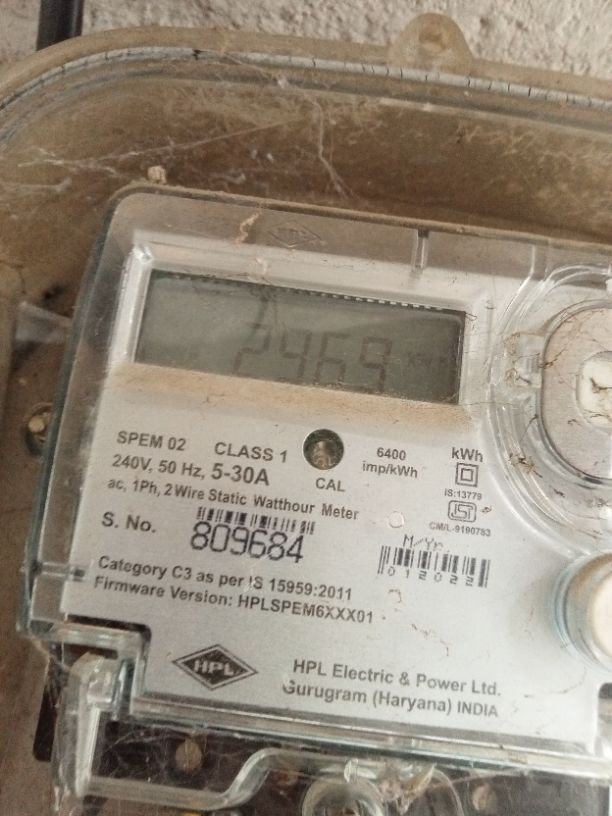 2469
SPEM 02 CLASS 1 6400 kWh
240V, 50 Hz, 5-30A CAL imp/kWh
IS:13779
ac, 1Ph, 2 Wire Static Watthour Meter
CM/L-9190783
S. No. 809684 M/Yr.
012022
Category C3 as per IS 15959:2011
Firmware Version: HPLSPEM6XXX01
HPL HPL Electric & Power Ltd.
Gurugram (Haryana) INDIA